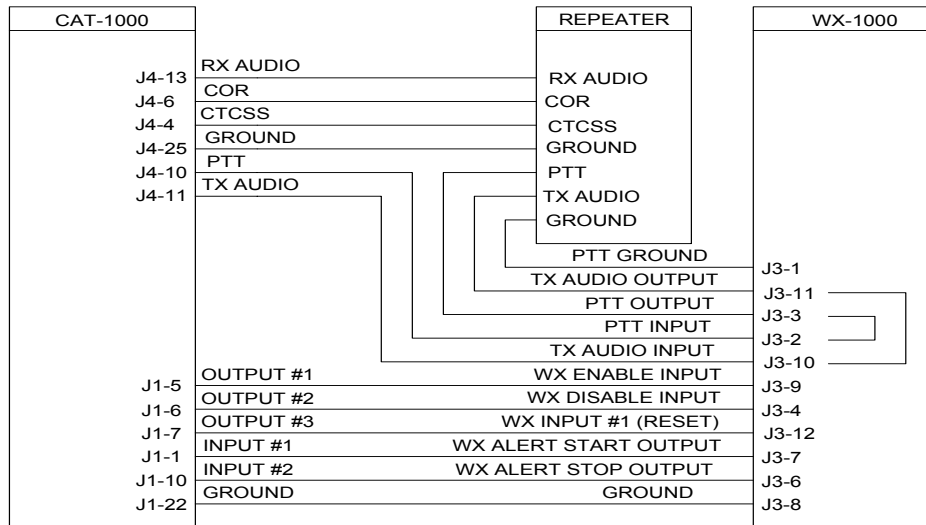 CAT-1000 REPEATER WX-1000
J4-13 RX AUDIO RX AUDIO
J4-6 COR COR
J4-4 CTCSS CTCSS
J4-25 GROUND GROUND
J4-10 PTT PTT
J4-11 TX AUDIO TX AUDIO
GROUND
PTT GROUND J3-1
TX AUDIO OUTPUT J3-11
PTT OUTPUT J3-3
PTT INPUT J3-2
TX AUDIO INPUT J3-10
J1-5 OUTPUT #1 WX ENABLE INPUT J3-9
J1-6 OUTPUT #2 WX DISABLE INPUT J3-4
J1-7 OUTPUT #3 WX INPUT #1 (RESET) J3-12
J1-1 INPUT #1 WX ALERT START OUTPUT J3-7
J1-10 INPUT #2 WX ALERT STOP OUTPUT J3-6
J1-22 GROUND GROUND J3-8